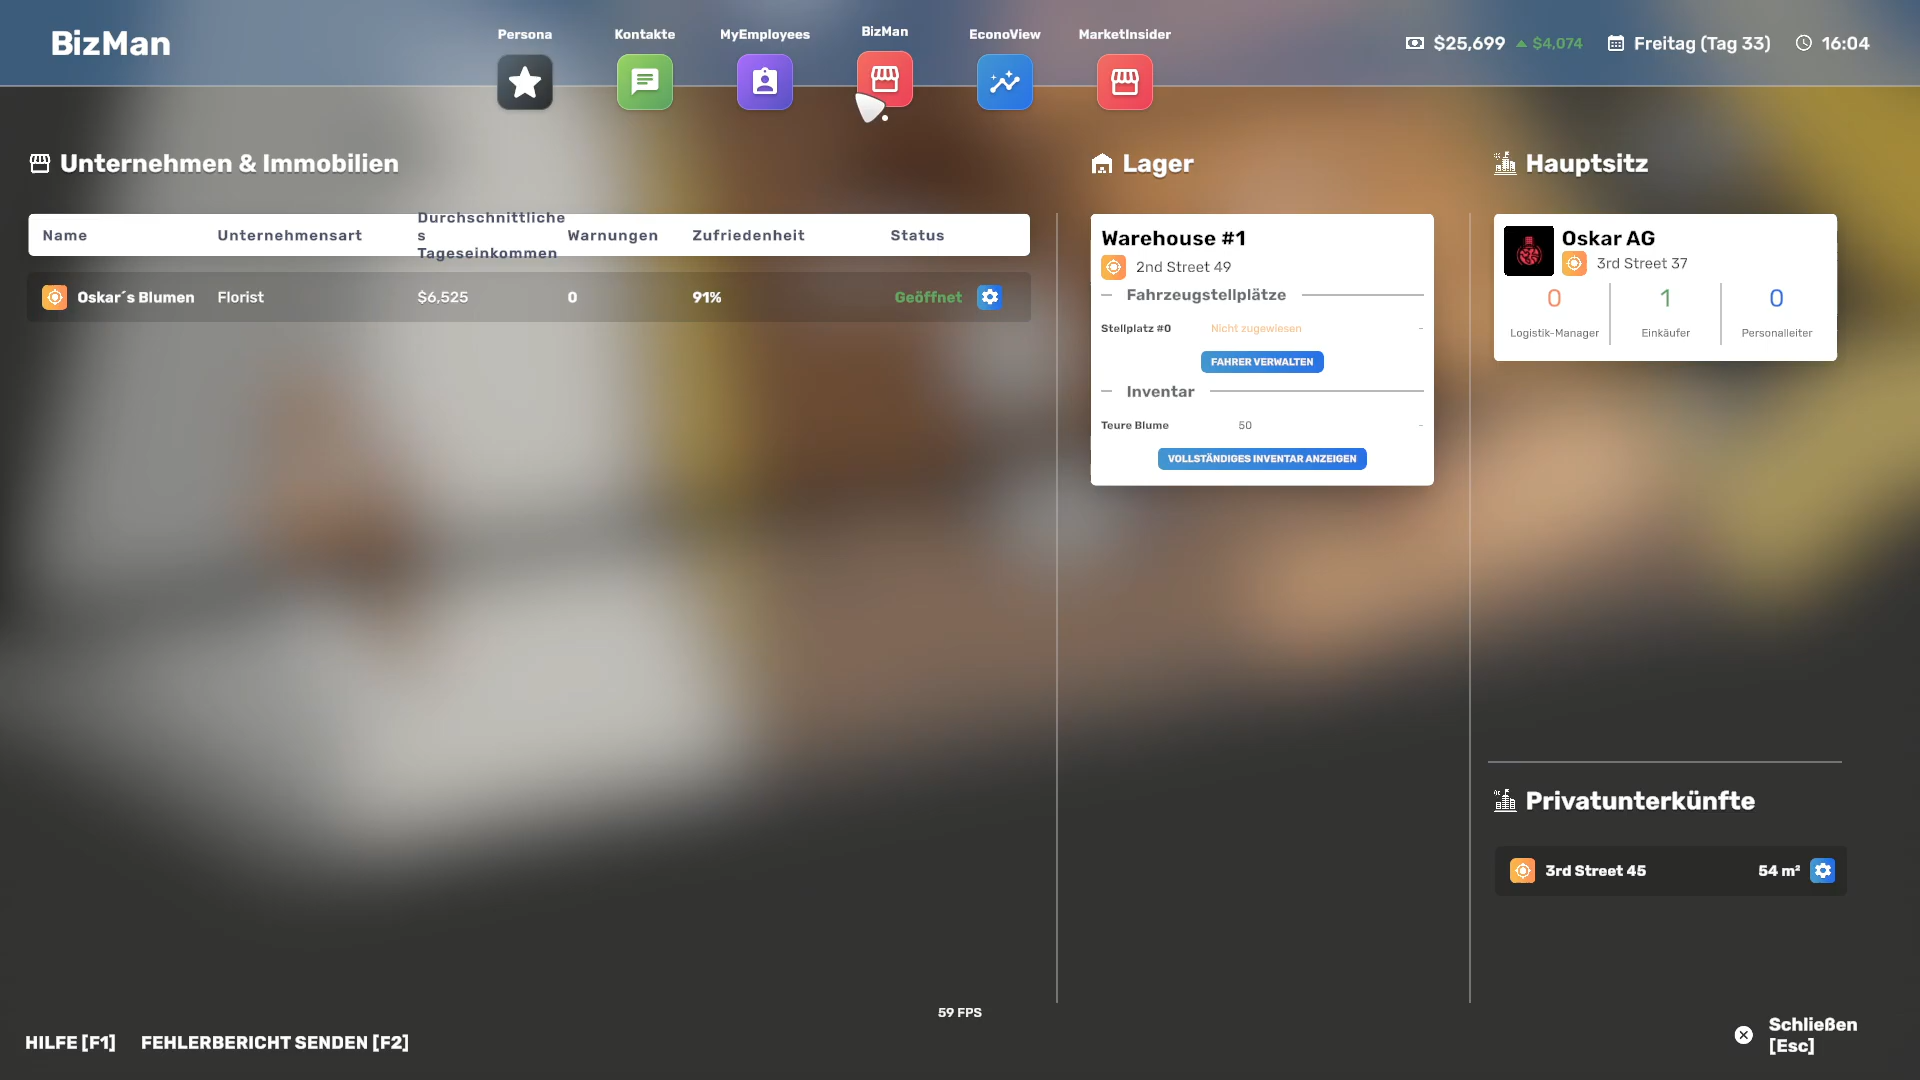 BizMan
Persona
Kontakte
MyEmployees
BizMan
EconoView
MarketInsider
$25,699
$4,074
Freitag (Tag 33)
16:04
Unternehmen & Immobilien
Name
Unternehmensart
Durchschnittliche
s
Tageseinkommen
Warnungen
Zufriedenheit
Status
Oskar´s Blumen
Florist
$6,525
0
91%
Geöffnet
Lager
Warehouse #1
2nd Street 49
Fahrzeugstellplätze
Stellplatz #0
Nicht zugewiesen
-
FAHRER VERWALTEN
Inventar
Teure Blume
50
-
VOLLSTÄNDIGES INVENTAR ANZEIGEN
Hauptsitz
Oskar AG
3rd Street 37
0
1
0
Logistik-Manager
Einkäufer
Personalleiter
Privatunterkünfte
3rd Street 45
54 m²
59 FPS
HILFE [F1]
FEHLERBERICHT SENDEN [F2]
Schließen
[Esc]